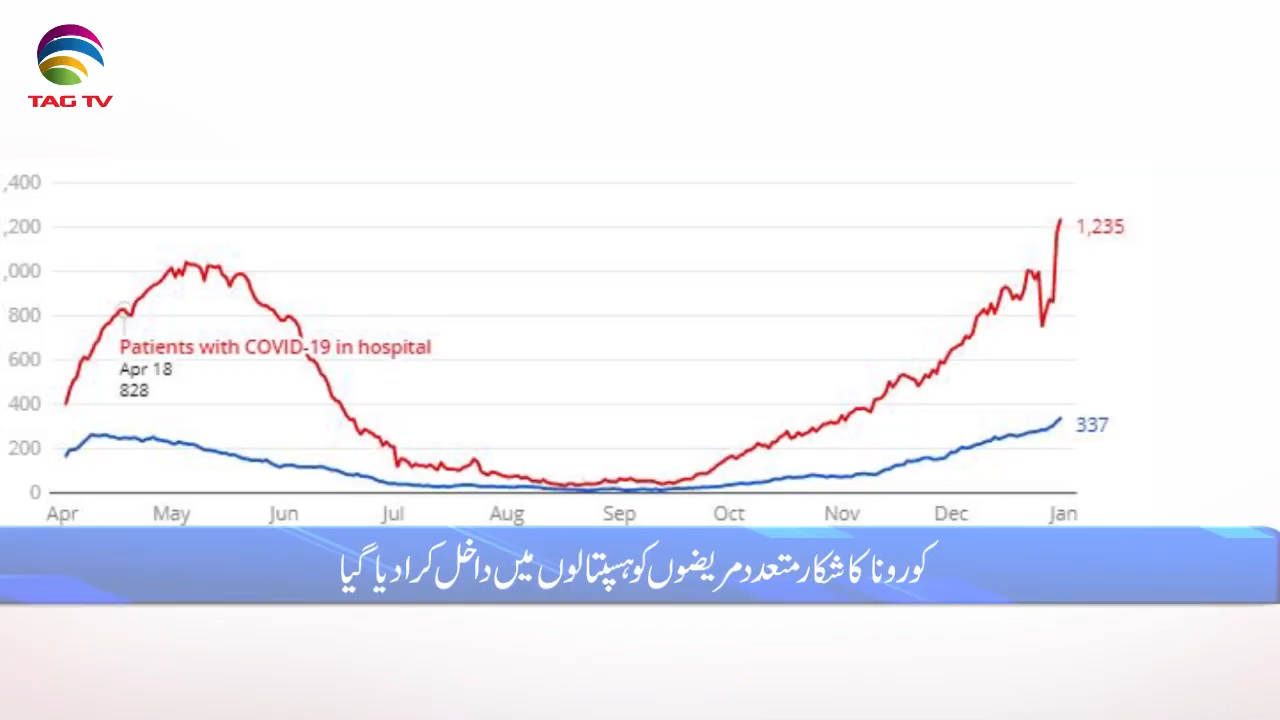 TAG TV
,400
,200
1,235
,000
800
Patients with COVID-19 in hospital
600
Apr 18
828
400
337
200
0
Apr May Jun Jul Aug Sep Oct Nov Dec Jan
کورونا کا شکار متعدد مریضوں کو ہسپتالوں میں داخل کرا دیا گیا